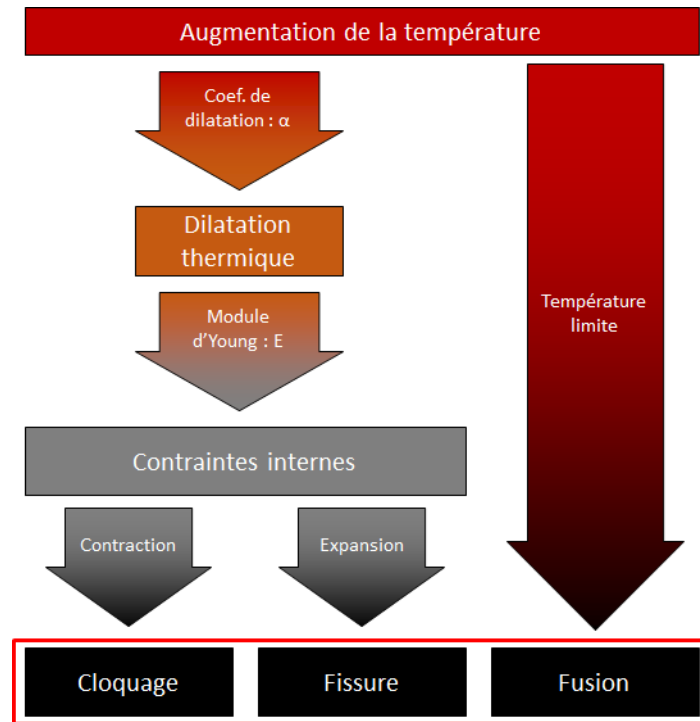 Augmentation de la température
Coef. de
dilatation : α
Dilatation
thermique
Module
d'Young : E
Température
limite
Contraintes internes
Contraction
Expansion
Cloquage
Fissure
Fusion